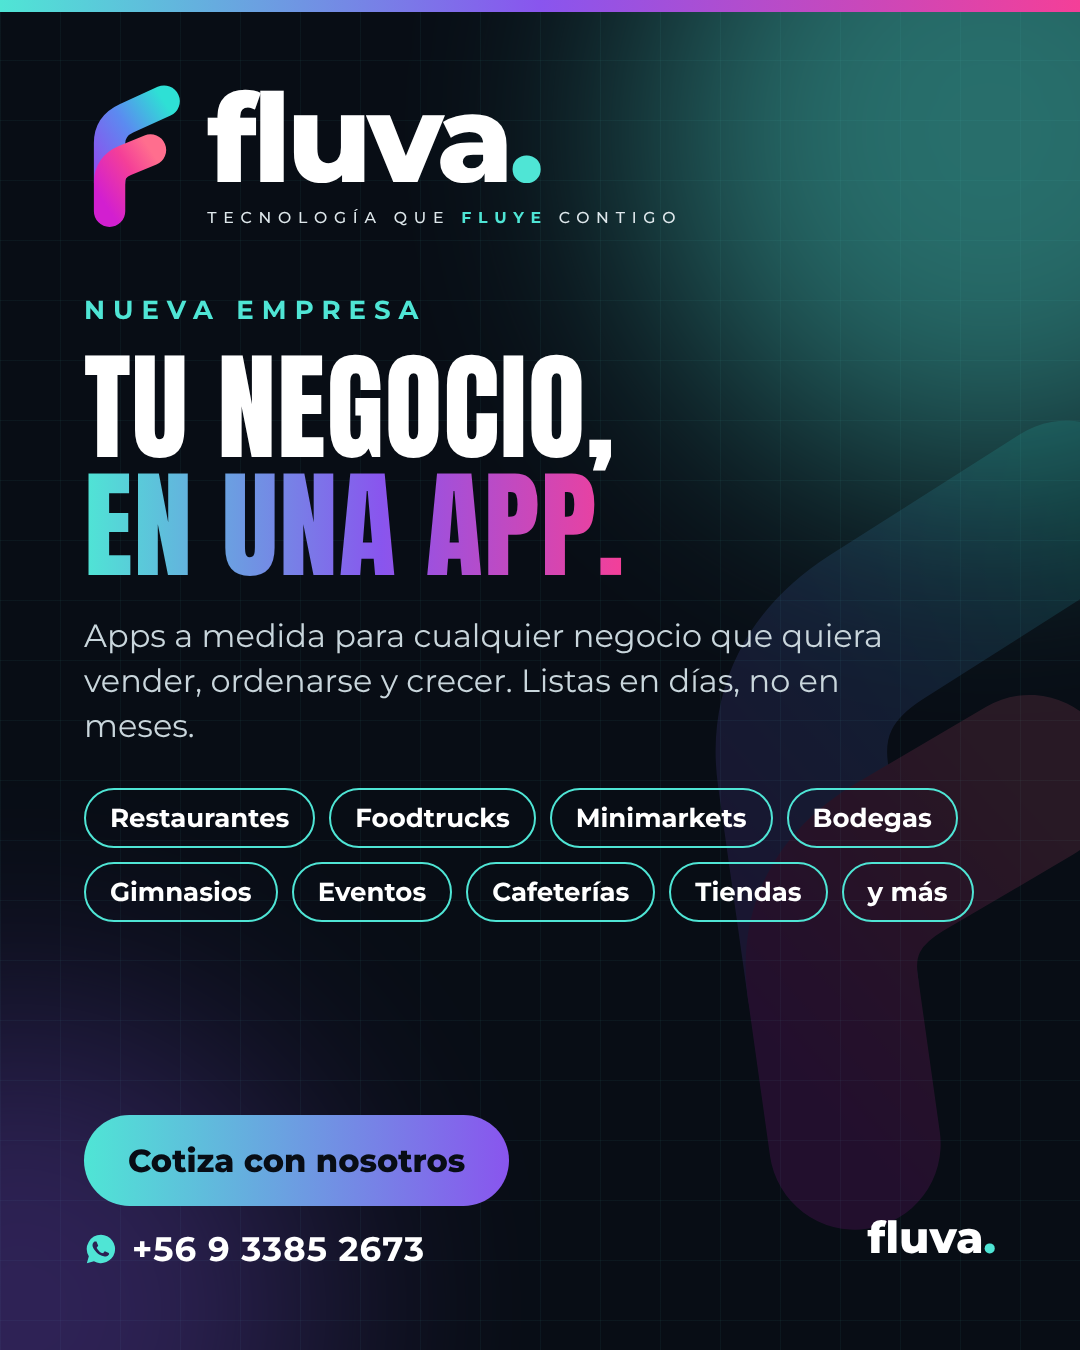 fluva.
TECNOLOGÍA QUE FLUYE CONTIGO
NUEVA EMPRESA
TU NEGOCIO,
EN UNA APP.
Apps a medida para cualquier negocio que quiera
vender, ordenarse y crecer. Listas en días, no en
meses.
Restaurantes Foodtrucks Minimarkets Bodegas
Gimnasios Eventos Cafeterías Tiendas y más
Cotiza con nosotros
+56 9 3385 2673
fluva.